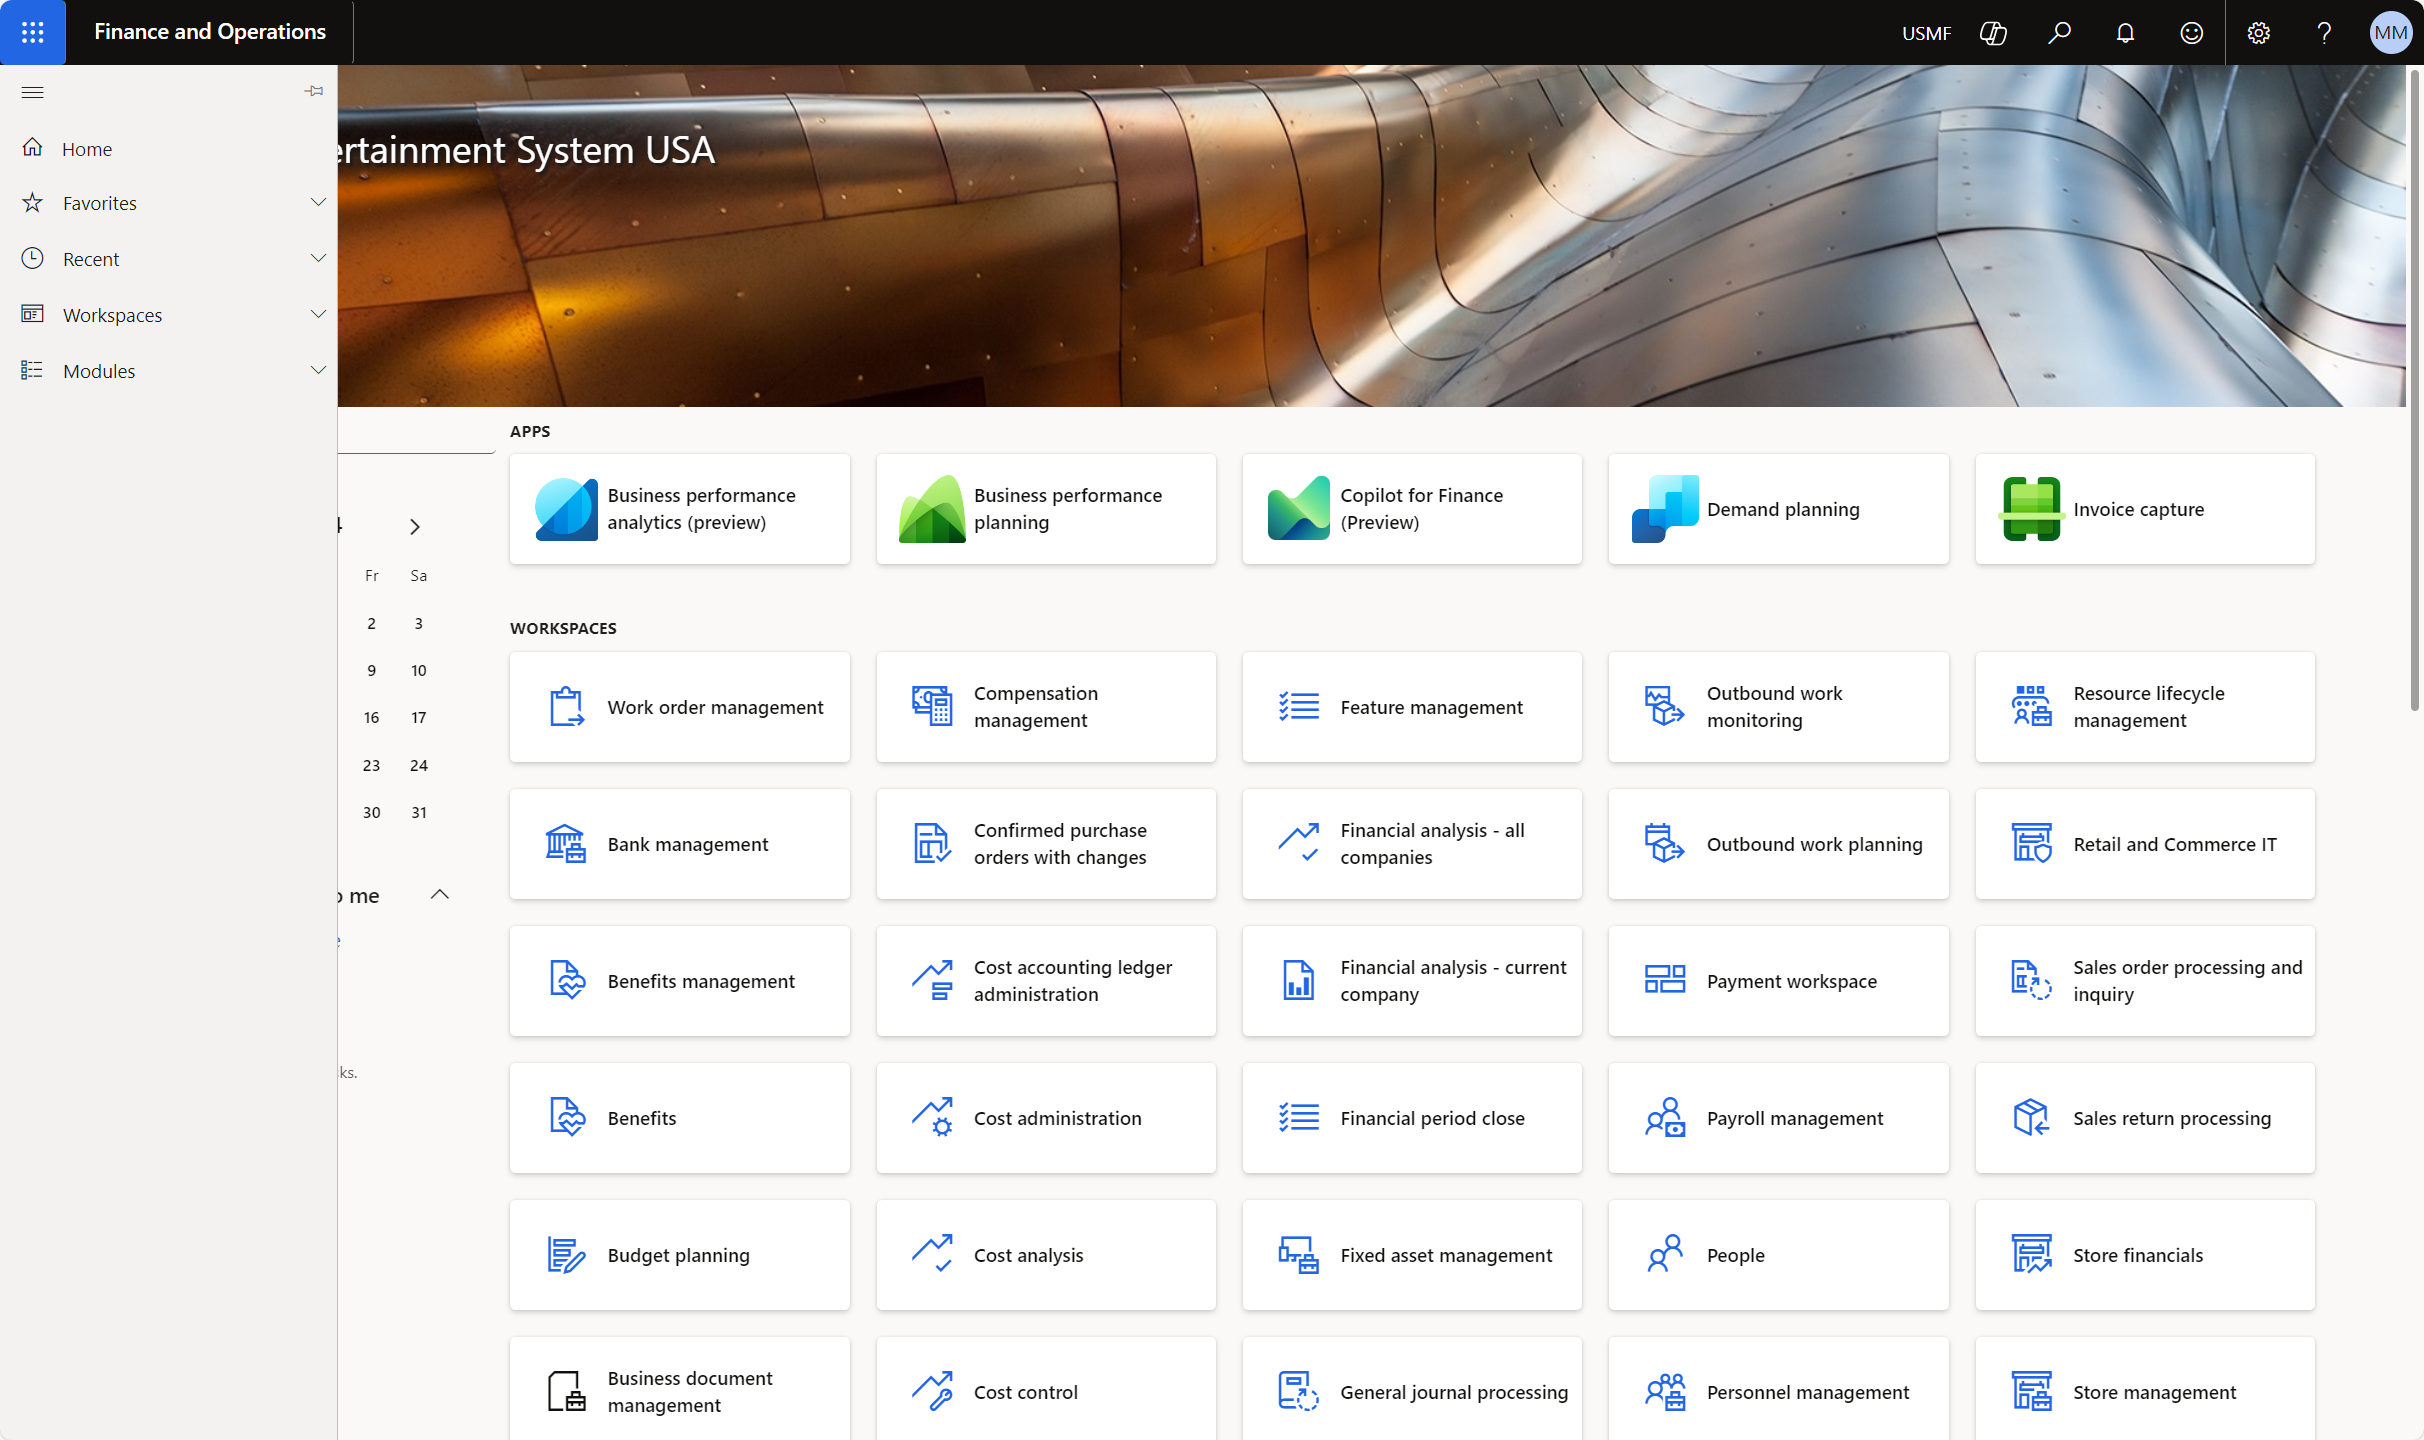 Finance and Operations
USMF
MM
Home
Favorites
Recent
Workspaces
Modules
ertainment System USA
4
Fr Sa
2 3
9 10
16 17
23 24
30 31
o me
e
ks.
APPS
Business performance
analytics (preview)
Business performance
planning
Copilot for Finance
(Preview)
Demand planning
Invoice capture
WORKSPACES
Work order management
Compensation
management
Feature management
Outbound work
monitoring
Resource lifecycle
management
Bank management
Confirmed purchase
orders with changes
Financial analysis - all
companies
Outbound work planning
Retail and Commerce IT
Benefits management
Cost accounting ledger
administration
Financial analysis - current
company
Payment workspace
Sales order processing and
inquiry
Benefits
Cost administration
Financial period close
Payroll management
Sales return processing
Budget planning
Cost analysis
Fixed asset management
People
Store financials
Business document
management
Cost control
General journal processing
Personnel management
Store management